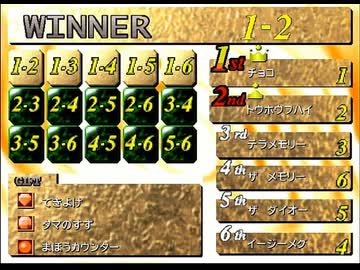 WINNER 1-2
1-2 1-3 1-4 1-5 1-6
2-3 2-4 2-5 2-6 3-4
3-5 3-6 4-5 4-6 5-6
1st チョコ 1
2nd トウホウフハイ 2
3rd テラメモリー 3
4th ザ メモリー 6
5th ザ ダイオー 5
6th イージーメグ 4
GIFT
てきよけ
タマのすず
まぼうカウンター